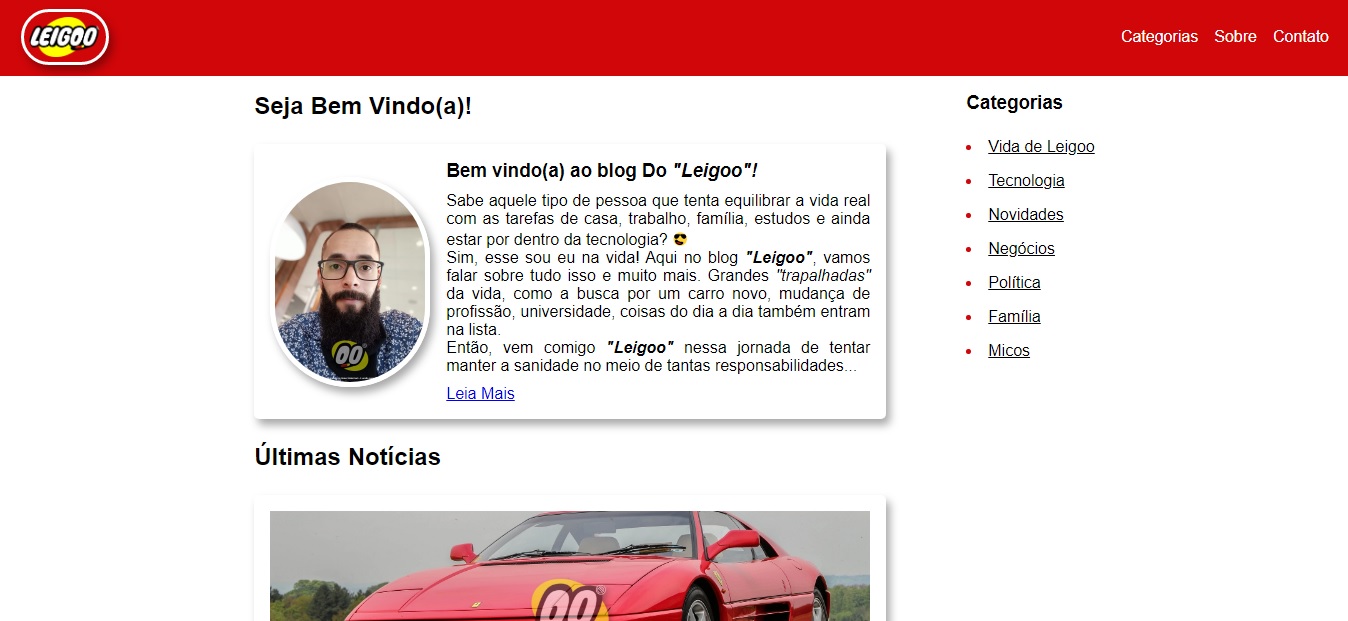 LEIGOO
Categorias Sobre Contato
Seja Bem Vindo(a)!
Bem vindo(a) ao blog Do "Leigoo"!
Sabe aquele tipo de pessoa que tenta equilibrar a vida real
com as tarefas de casa, trabalho, família, estudos e ainda
estar por dentro da tecnologia? 😎
Sim, esse sou eu na vida! Aqui no blog "Leigoo", vamos
falar sobre tudo isso e muito mais. Grandes "trapalhadas"
da vida, como a busca por um carro novo, mudança de
profissão, universidade, coisas do dia a dia também entram
na lista.
Então, vem comigo "Leigoo" nessa jornada de tentar
manter a sanidade no meio de tantas responsabilidades...
Leia Mais
Categorias
Vida de Leigoo
Tecnologia
Novidades
Negócios
Política
Família
Micos
Últimas Notícias